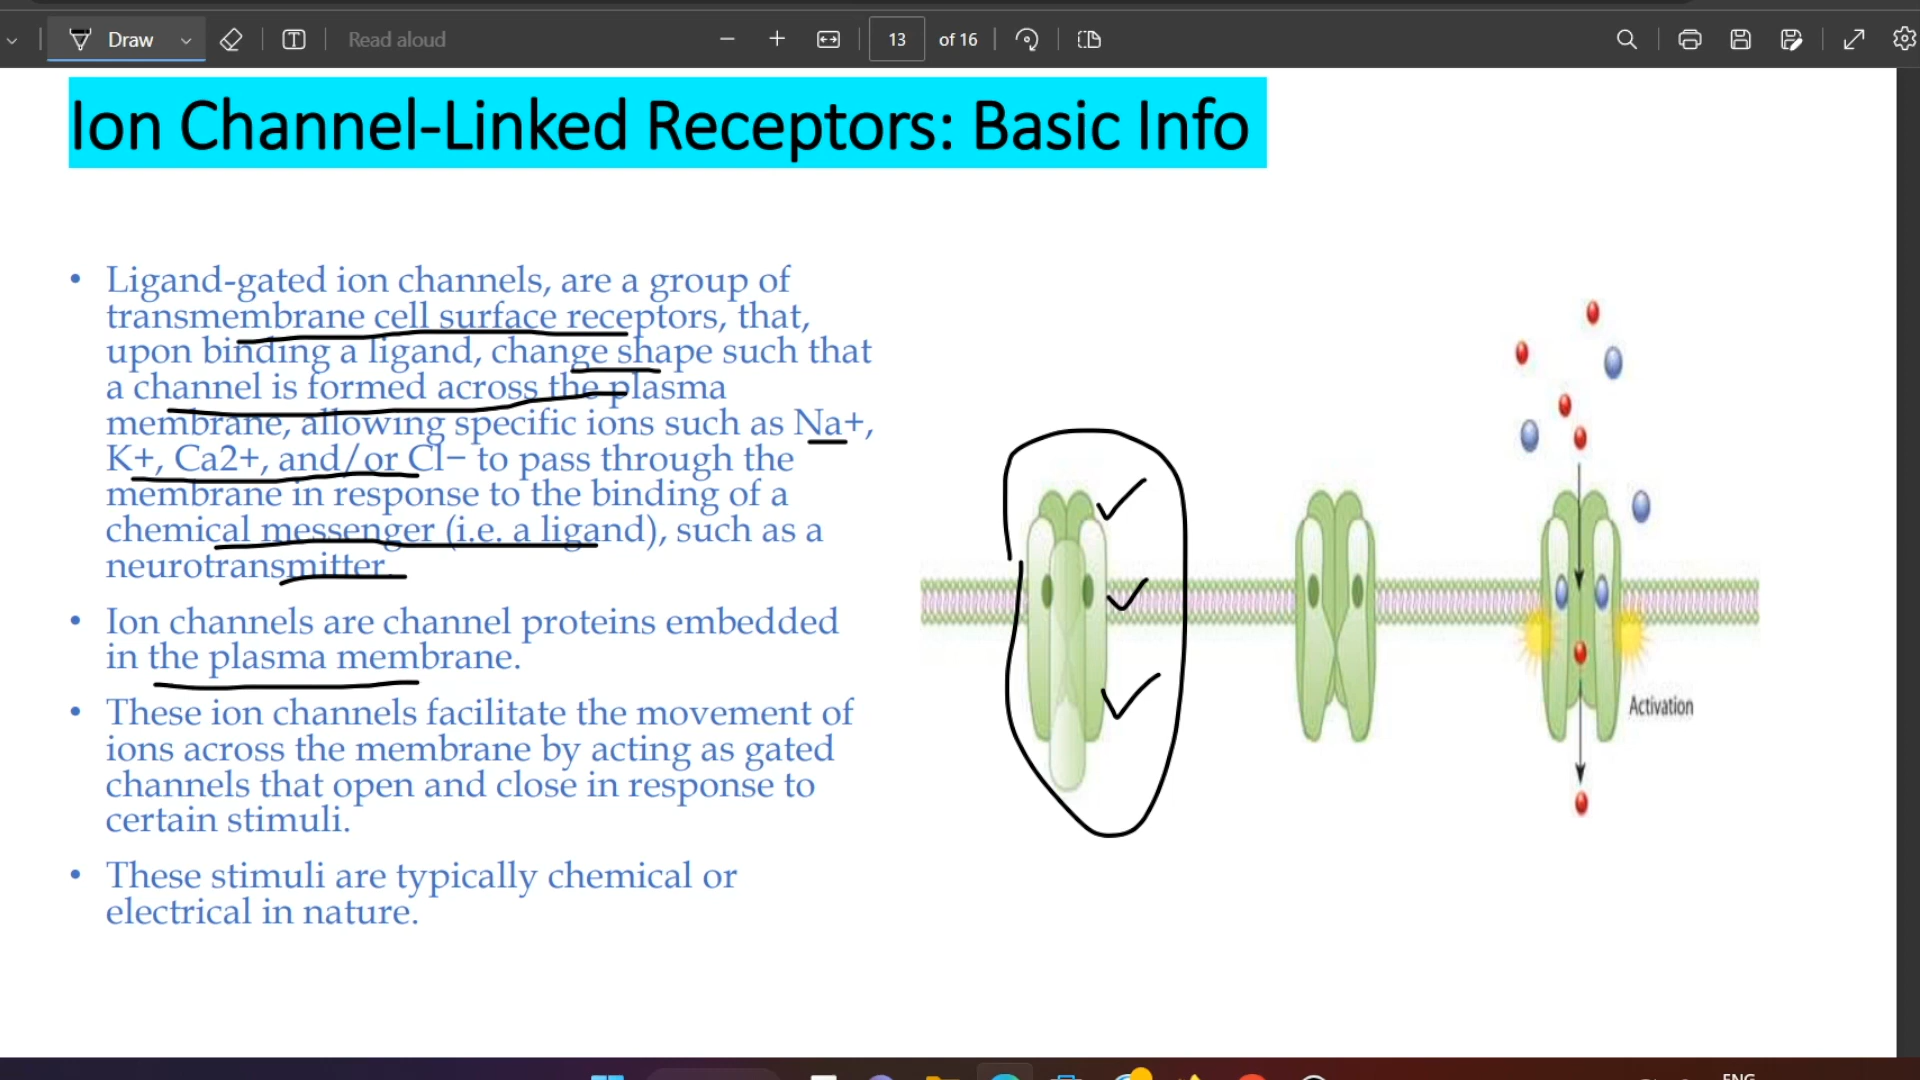 Draw
Read aloud
13
of 16
Ion Channel-Linked Receptors: Basic Info
• Ligand-gated ion channels, are a group of
transmembrane cell surface receptors, that,
upon binding a ligand, change shape such that
a channel is formed across the plasma
membrane, allowing specific ions such as Na+,
K+, Ca2+, and/or Cl− to pass through the
membrane in response to the binding of a
chemical messenger (i.e. a ligand), such as a
neurotransmitter.
• Ion channels are channel proteins embedded
in the plasma membrane.
• These ion channels facilitate the movement of
ions across the membrane by acting as gated
channels that open and close in response to
certain stimuli.
• These stimuli are typically chemical or
electrical in nature.
Activation
ENG